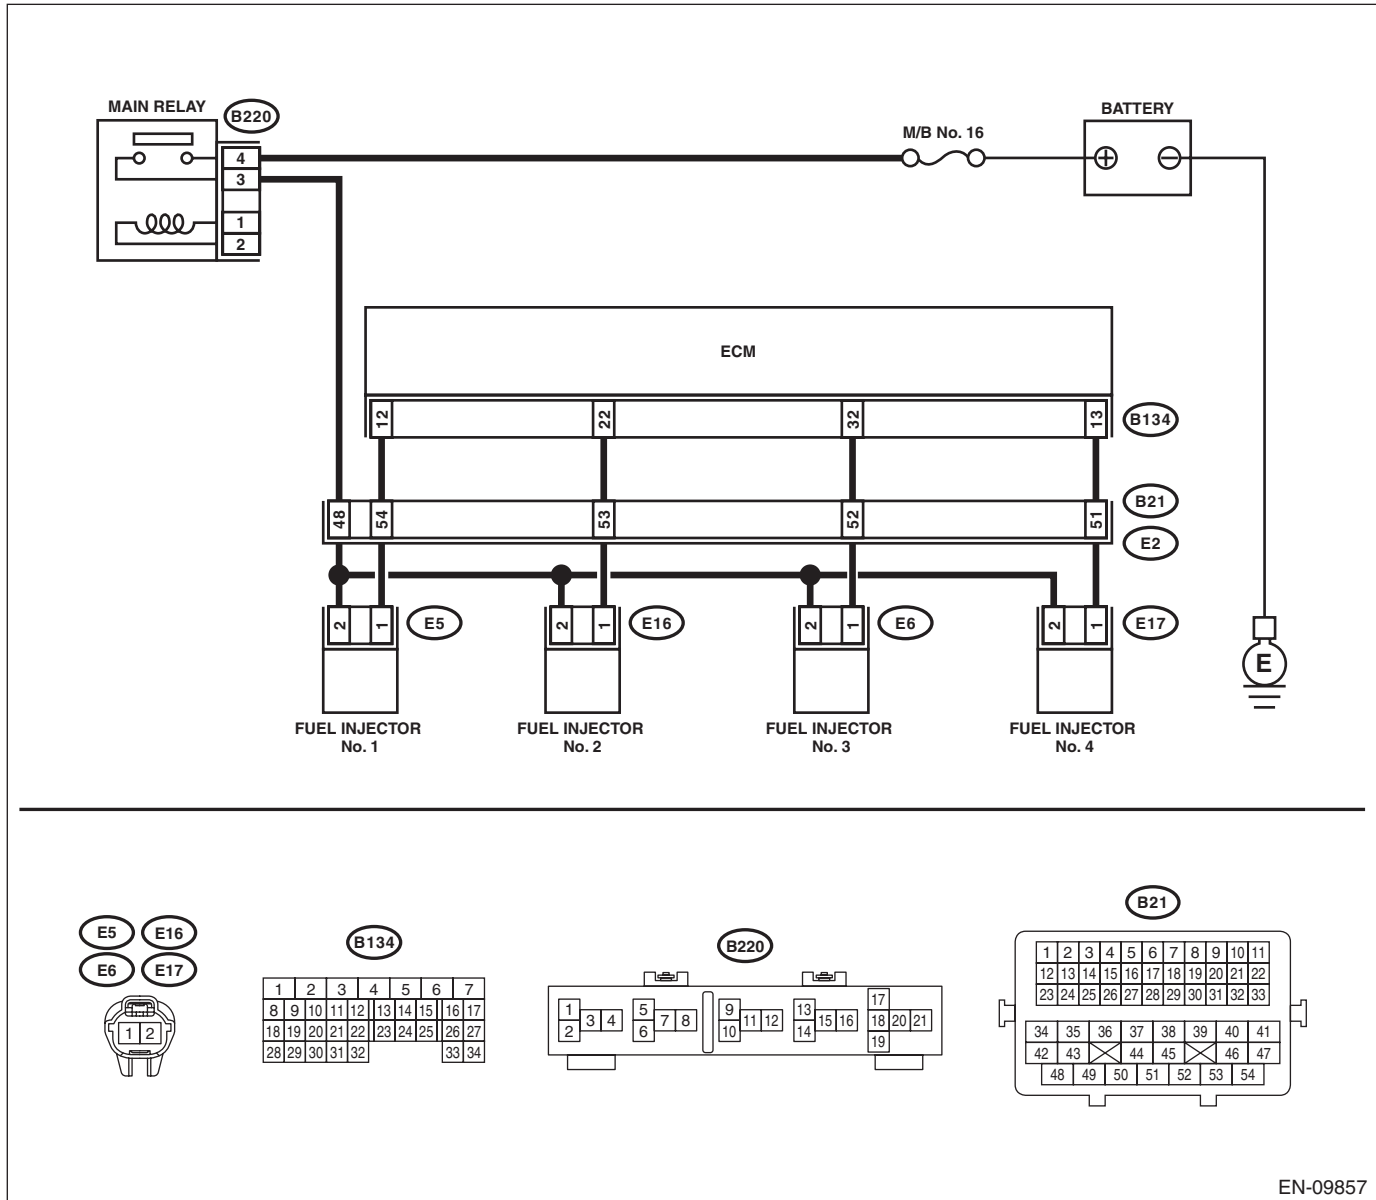 MAIN RELAY
B220
4
3
1
2
M/B No. 16
BATTERY
ECM
12 22 32 13
B134
48 54 53 52 51
B21
E2
2 1 E5
2 1 E16
2 1 E6
2 1 E17
E
FUEL INJECTOR
No. 1
FUEL INJECTOR
No. 2
FUEL INJECTOR
No. 3
FUEL INJECTOR
No. 4
E5 E16
E6 E17
1 2
B134
1 2 3 4 5 6 7
8 9 10 11 12 13 14 15 16 17
18 19 20 21 22 23 24 25 26 27
28 29 30 31 32 33 34
B220
1 5 9 13 17
3 4 7 8 11 12 15 16 18 20 21
2 6 10 14 19
B21
1 2 3 4 5 6 7 8 9 10 11
12 13 14 15 16 17 18 19 20 21 22
23 24 25 26 27 28 29 30 31 32 33
34 35 36 37 38 39 40 41
42 43 44 45 46 47
48 49 50 51 52 53 54
EN-09857